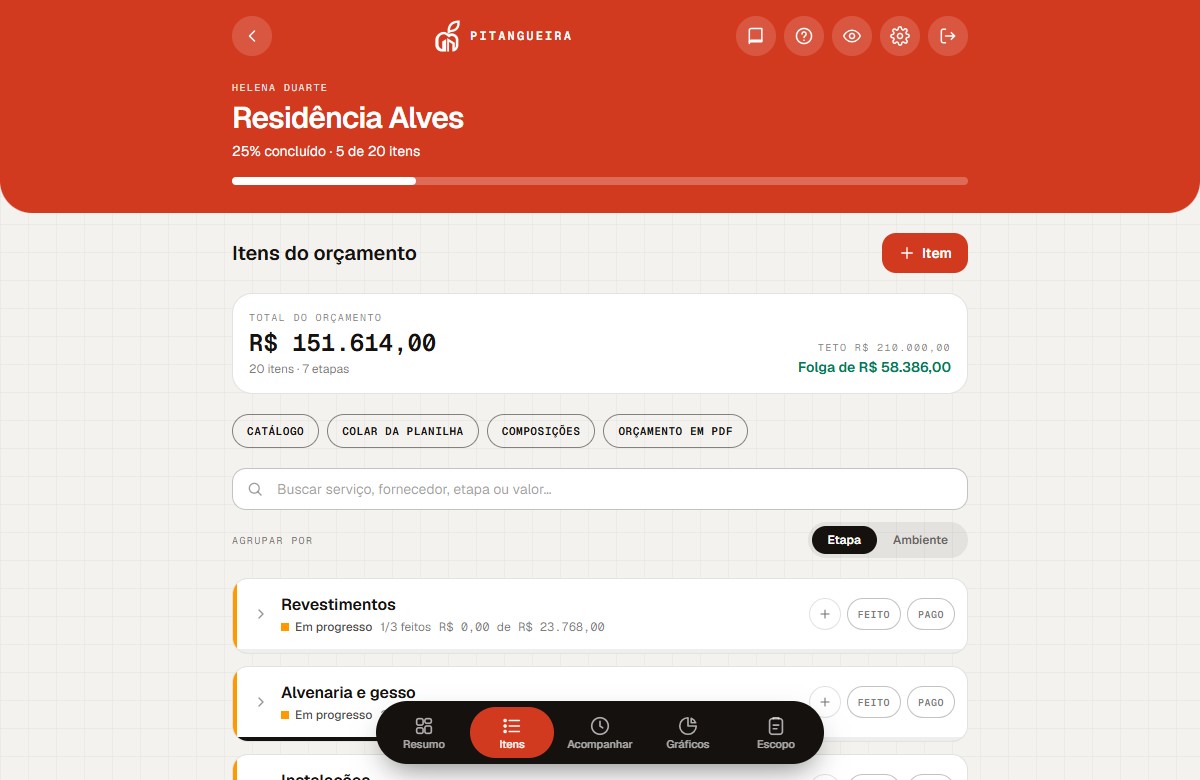 PITANGUEIRA
HELENA DUARTE
Residência Alves
25% concluído · 5 de 20 itens
Itens do orçamento
Item
TOTAL DO ORÇAMENTO
R$ 151.614,00
20 itens · 7 etapas
TETO R$ 210.000,00
Folga de R$ 58.386,00
CATÁLOGO
COLAR DA PLANILHA
COMPOSIÇÕES
ORÇAMENTO EM PDF
Buscar serviço, fornecedor, etapa ou valor...
AGRUPAR POR
Etapa
Ambiente
Revestimentos
Em progresso 1/3 feitos R$ 0,00 de R$ 23.768,00
FEITO
PAGO
Alvenaria e gesso
Em progresso
FEITO
PAGO
Resumo
Itens
Acompanhar
Gráficos
Escopo
Instalações